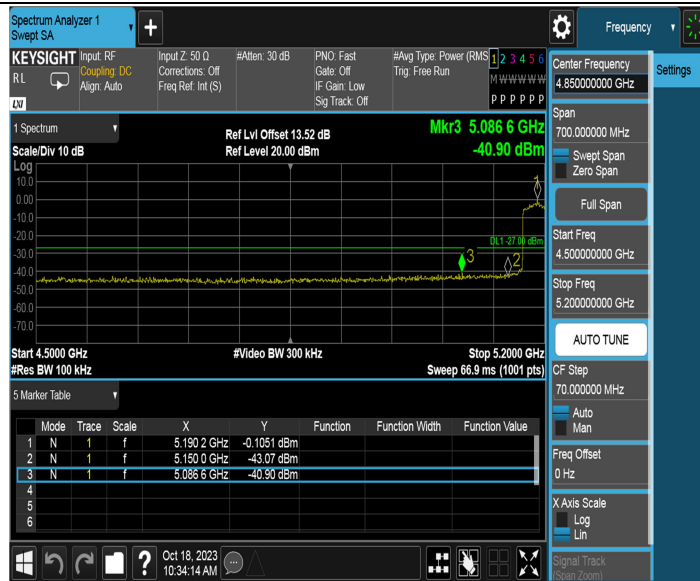 Spectrum Analyzer 1
Swept SA
+
Frequency
KEYSIGHT
RL
LXI
Input: RF
Coupling: DC
Align: Auto
Input Z: 50 Ω
Corrections: Off
Freq Ref: Int (S)
#Atten: 30 dB
PNO: Fast
Gate: Off
IF Gain: Low
Sig Track: Off
#Avg Type: Power (RMS
Trig: Free Run
1 2 3 4 5 6
M W W W W W
P P P P P P
1 Spectrum
Scale/Div 10 dB
Ref Lvl Offset 13.52 dB
Ref Level 20.00 dBm
Mkr3 5.086 6 GHz
-40.90 dBm
Log
10.0
0.00
-10.0
-20.0
-30.0
-40.0
-50.0
-60.0
-70.0
1
DL1 -27.00 dBm
3
2
Start 4.5000 GHz
#Res BW 100 kHz
#Video BW 300 kHz
Stop 5.2000 GHz
Sweep 66.9 ms (1001 pts)
5 Marker Table
Mode Trace Scale X Y Function Function Width Function Value
1 N 1 f 5.190 2 GHz -0.1051 dBm
2 N 1 f 5.150 0 GHz -43.07 dBm
3 N 1 f 5.086 6 GHz -40.90 dBm
4
5
6
Oct 18, 2023
10:34:14 AM
Center Frequency
4.850000000 GHz
Settings
Span
700.000000 MHz
Swept Span
Zero Span
Full Span
Start Freq
4.500000000 GHz
Stop Freq
5.200000000 GHz
AUTO TUNE
CF Step
70.000000 MHz
Auto
Man
Freq Offset
0 Hz
X Axis Scale
Log
Lin
Signal Track
(Span Zoom)